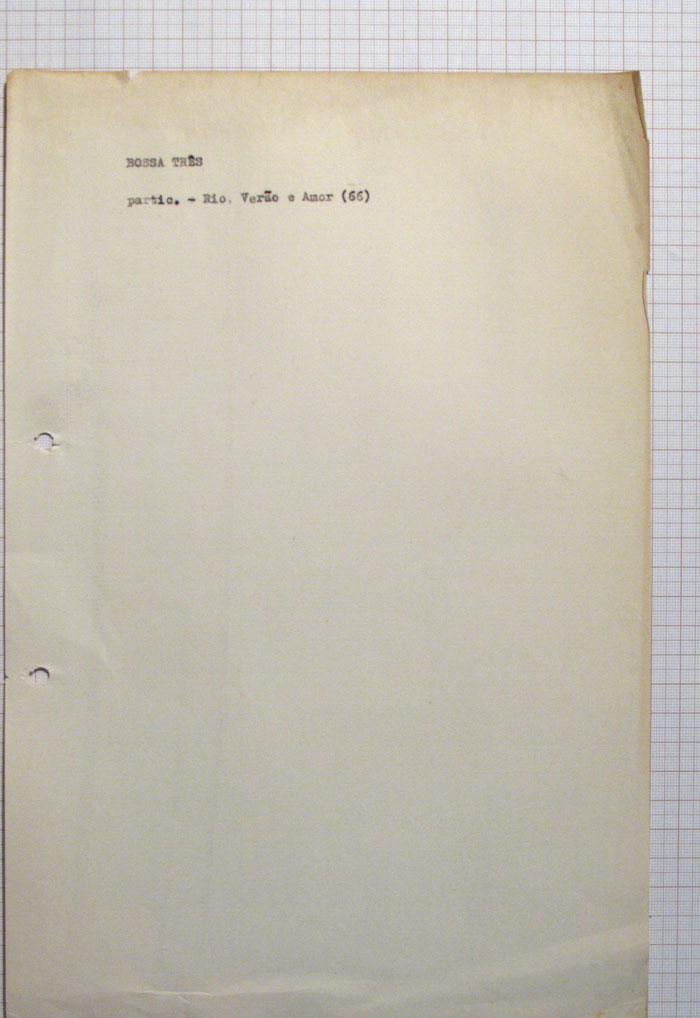 BOSSA TRÊS
partic. - Rio, Verão e Amor (66)